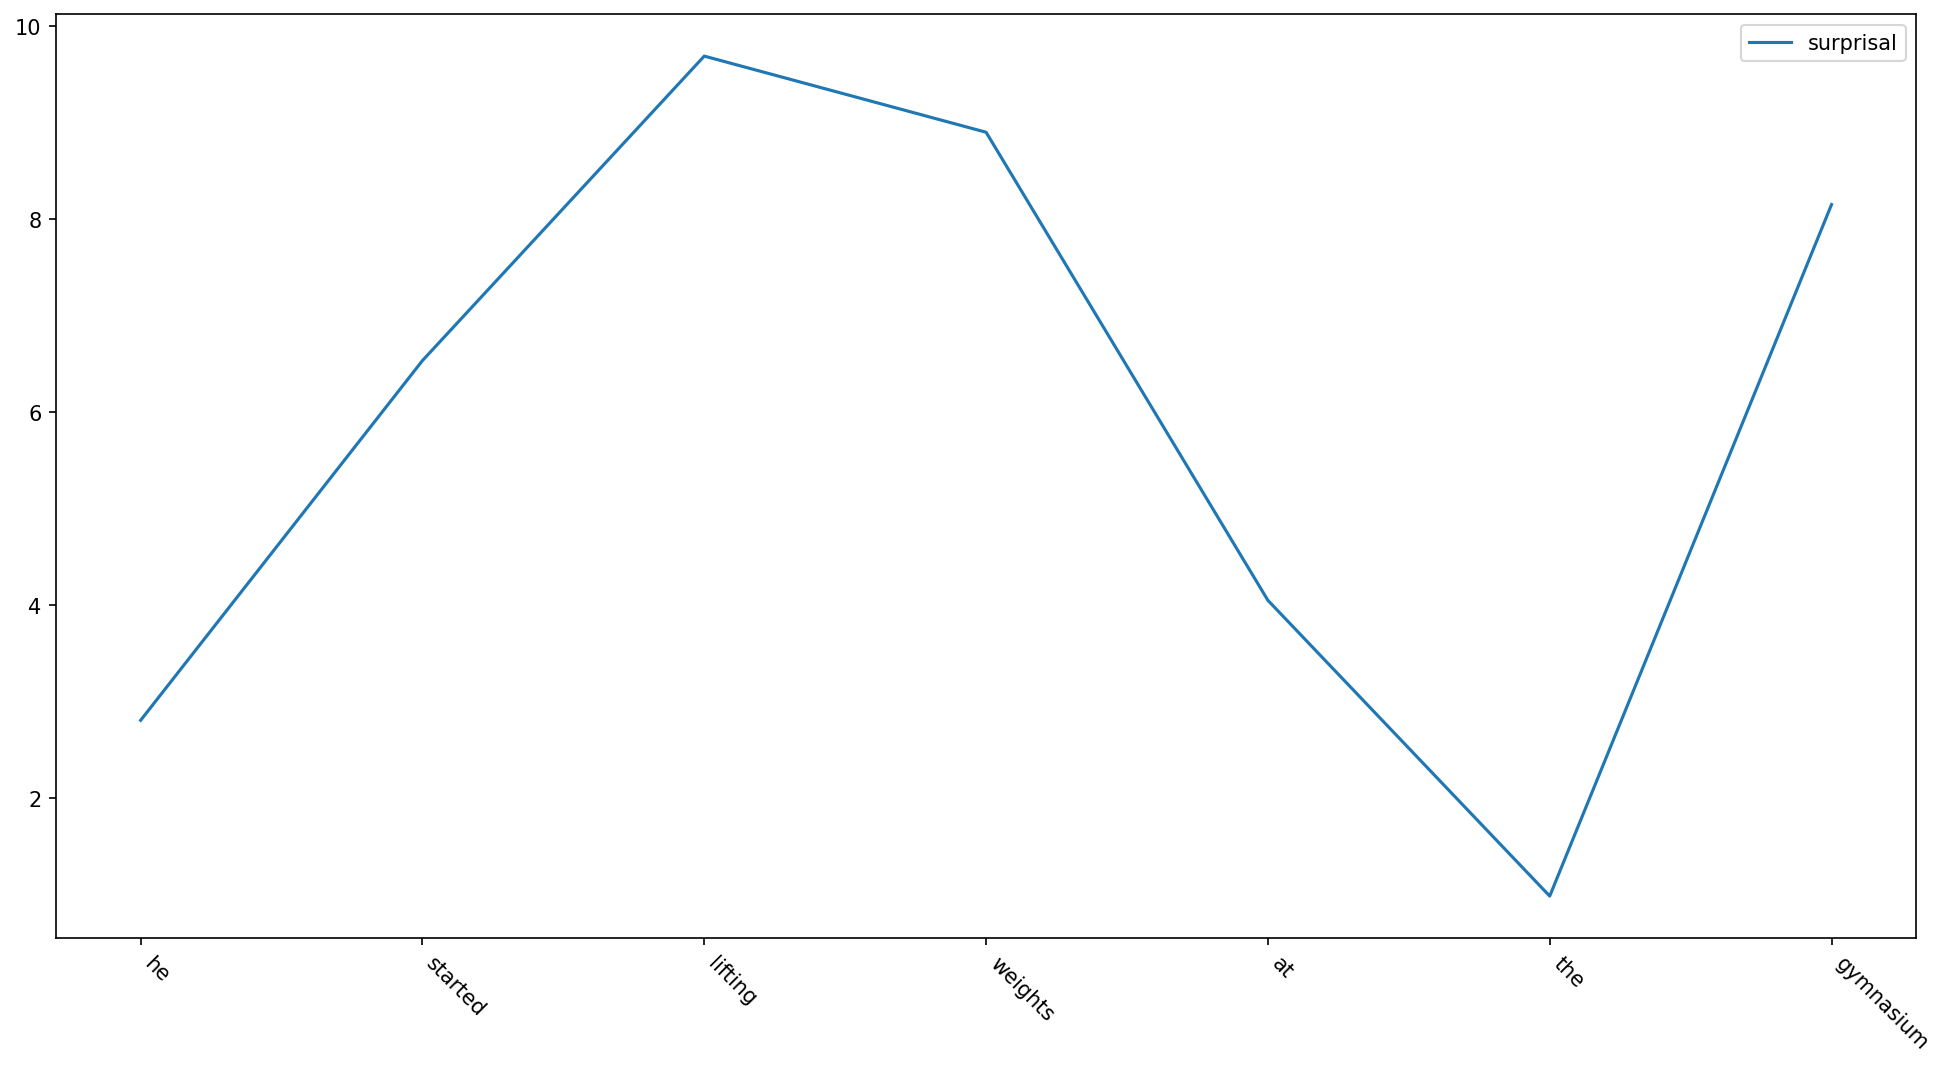 surprisal
10
8
6
4
2
he
started
lifting
weights
at
the
gymnasium